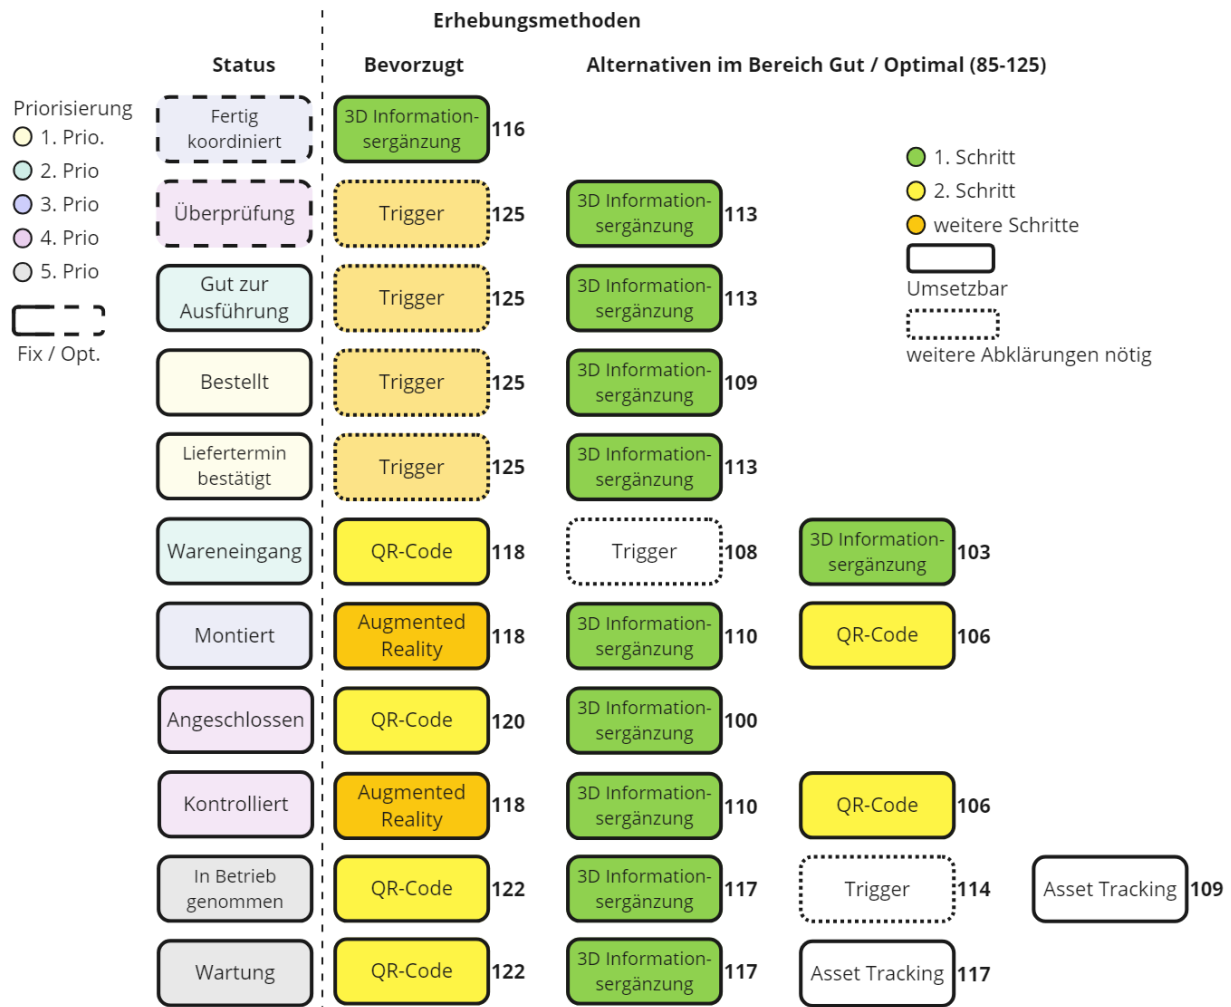 Erhebungsmethoden
Status
Bevorzugt
Alternativen im Bereich Gut / Optimal (85-125)
Priorisierung
1. Prio.
2. Prio
3. Prio
4. Prio
5. Prio
Fix / Opt.
Fertig
koordiniert
3D Information-
sergänzung
116
Überprüfung
Trigger
125
3D Information-
sergänzung
113
Gut zur
Ausführung
Trigger
125
3D Information-
sergänzung
113
Bestellt
Trigger
125
3D Information-
sergänzung
109
Liefertermin
bestätigt
Trigger
125
3D Information-
sergänzung
113
Wareneingang
QR-Code
118
Trigger
108
3D Information-
sergänzung
103
Montiert
Augmented
Reality
118
3D Information-
sergänzung
110
QR-Code
106
Angeschlossen
QR-Code
120
3D Information-
sergänzung
100
Kontrolliert
Augmented
Reality
118
3D Information-
sergänzung
110
QR-Code
106
In Betrieb
genommen
QR-Code
122
3D Information-
sergänzung
117
Trigger
114
Asset Tracking
109
Wartung
QR-Code
122
3D Information-
sergänzung
117
Asset Tracking
117
1. Schritt
2. Schritt
weitere Schritte
Umsetzbar
weitere Abklärungen nötig